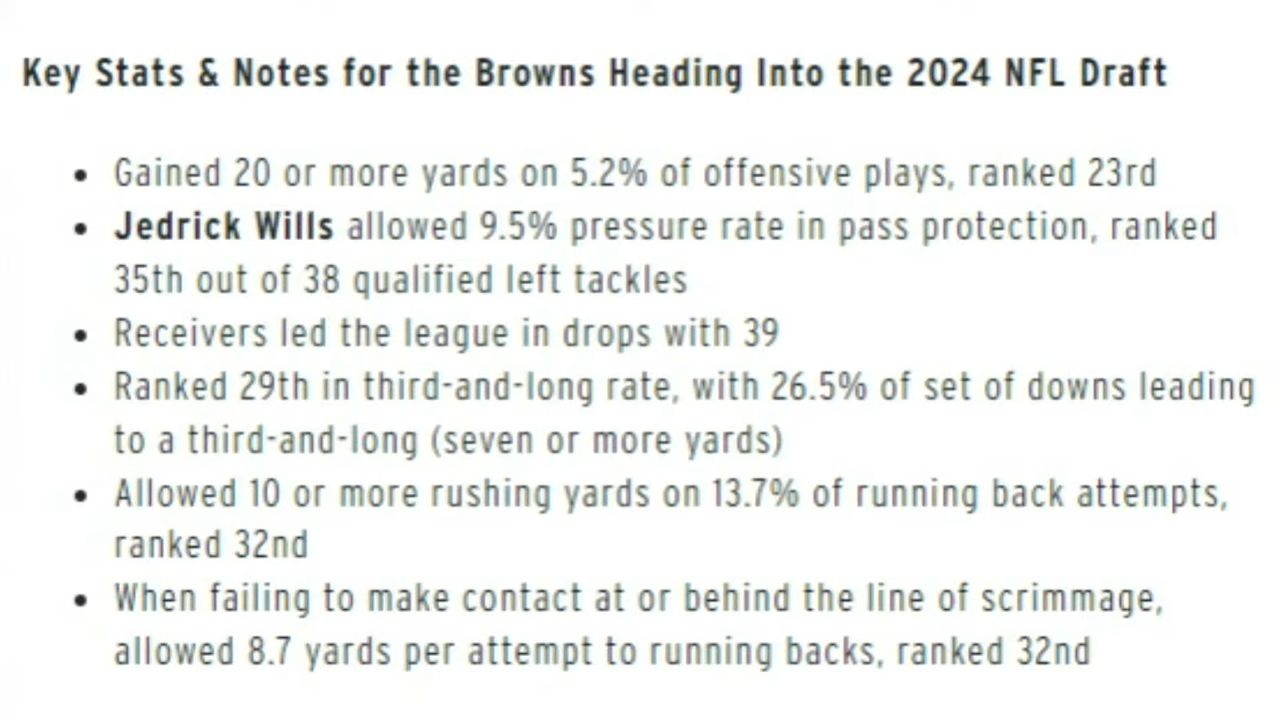 Key Stats & Notes for the Browns Heading Into the 2024 NFL Draft
• Gained 20 or more yards on 5.2% of offensive plays, ranked 23rd
• Jedrick Wills allowed 9.5% pressure rate in pass protection, ranked
35th out of 38 qualified left tackles
• Receivers led the league in drops with 39
• Ranked 29th in third-and-long rate, with 26.5% of set of downs leading
to a third-and-long (seven or more yards)
• Allowed 10 or more rushing yards on 13.7% of running back attempts,
ranked 32nd
• When failing to make contact at or behind the line of scrimmage,
allowed 8.7 yards per attempt to running backs, ranked 32nd